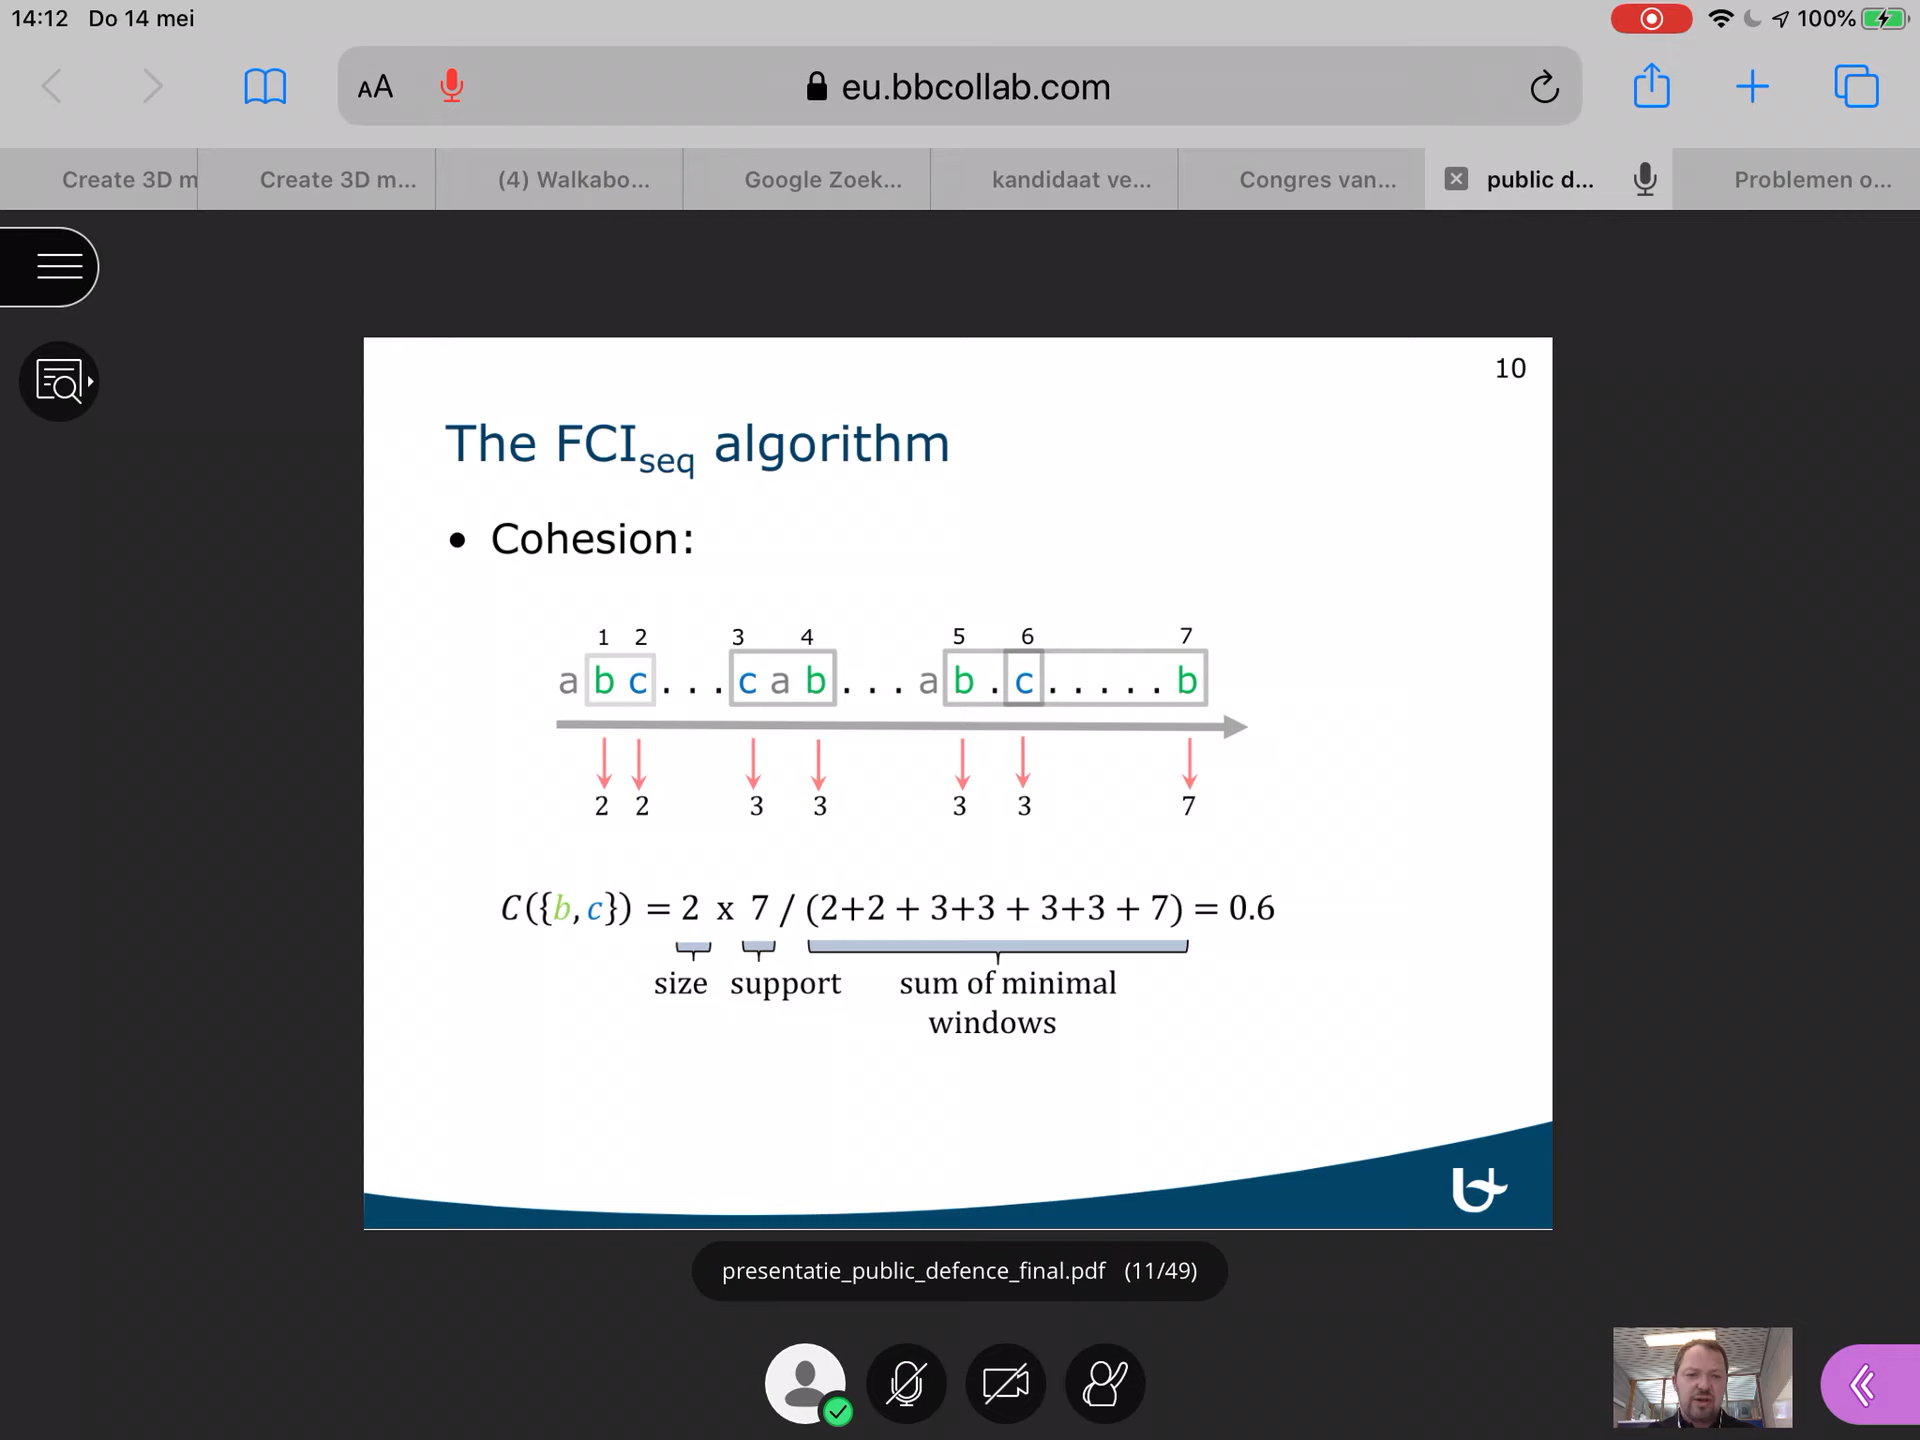 14:12 Do 14 mei 100%
AA eu.bbcollab.com
Create 3D m Create 3D m... (4) Walkabo... Google Zoek... kandidaat ve... Congres van... public d... Problemen o...
10
The FCIseq algorithm
• Cohesion:
1 2 3 4 5 6 7
a b c . . . c a b . . . a b . c . . . . . b
2 2 3 3 3 3 7
C({b,c}) = 2 x 7 / (2+2 + 3+3 + 3+3 + 7) = 0.6
size support sum of minimal
windows
presentatie_public_defence_final.pdf (11/49)